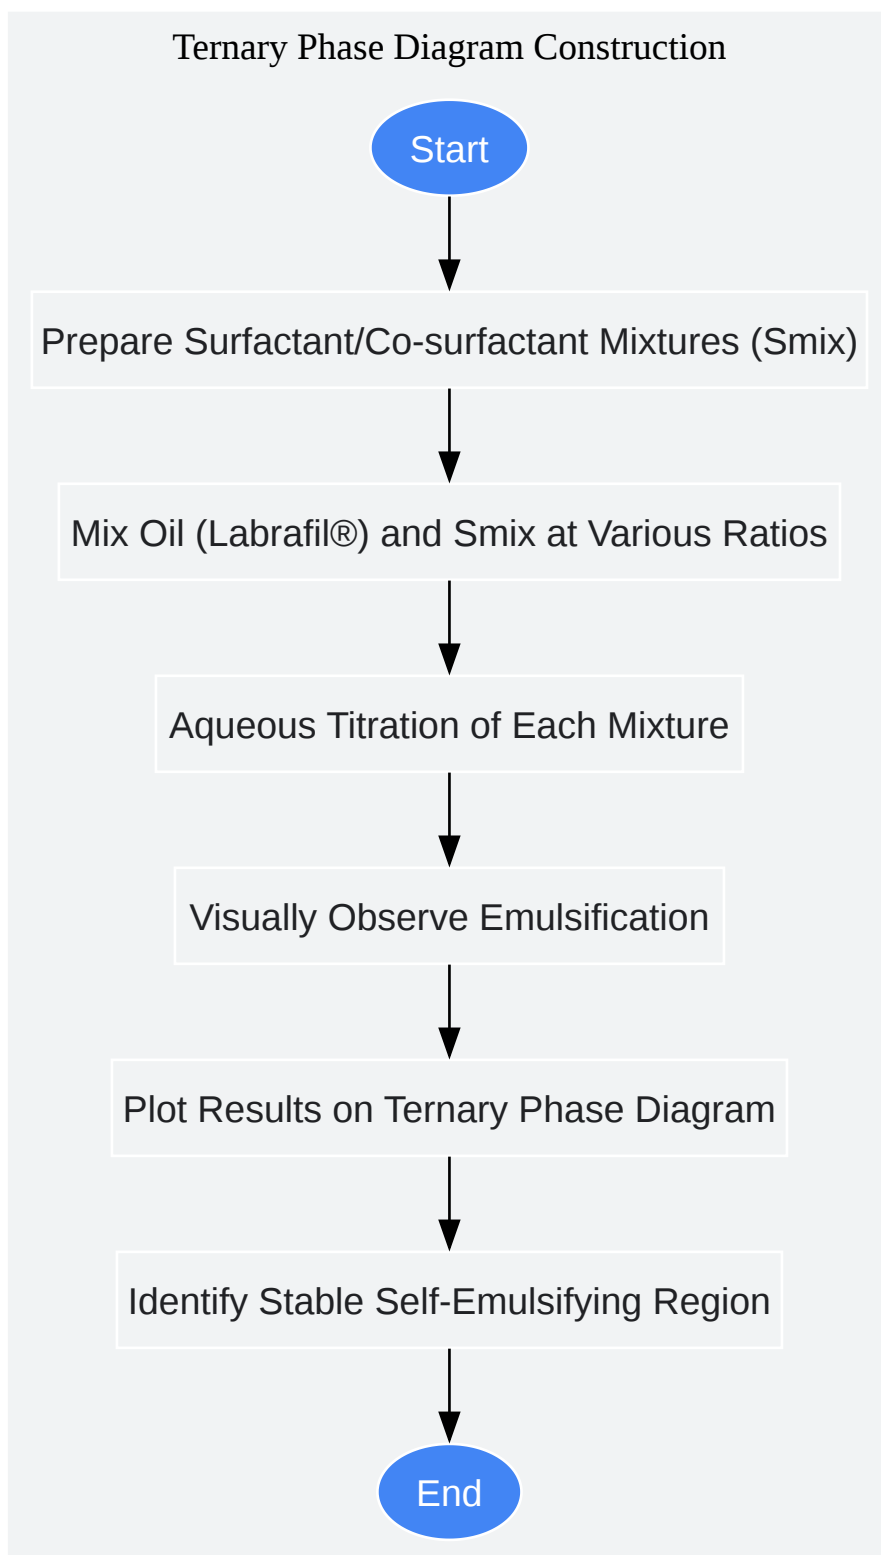 Ternary Phase Diagram Construction
Start
Prepare Surfactant/Co-surfactant Mixtures (Smix)
Mix Oil (Labrafil®) and Smix at Various Ratios
Aqueous Titration of Each Mixture
Visually Observe Emulsification
Plot Results on Ternary Phase Diagram
Identify Stable Self-Emulsifying Region
End